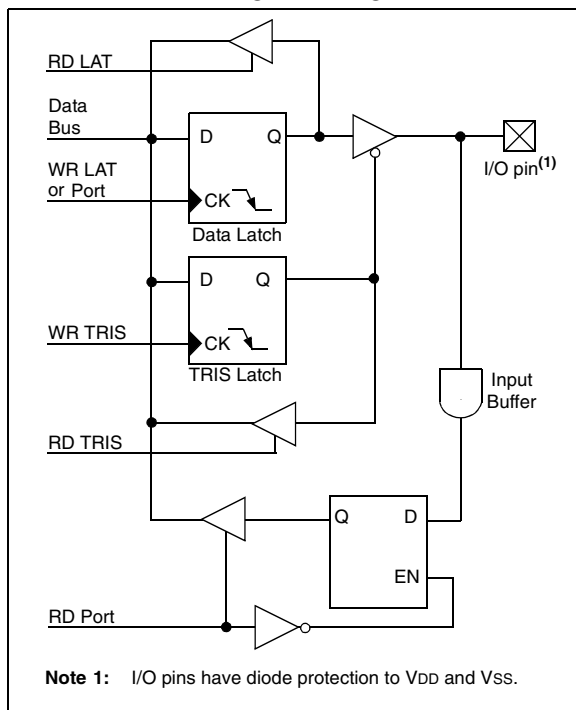 RD LAT
Data
Bus
D Q
WR LAT
or Port
CK
Data Latch
I/O pin(1)
D Q
WR TRIS
CK
TRIS Latch
Input
Buffer
RD TRIS
Q D
EN
RD Port
Note 1: I/O pins have diode protection to VDD and VSS.